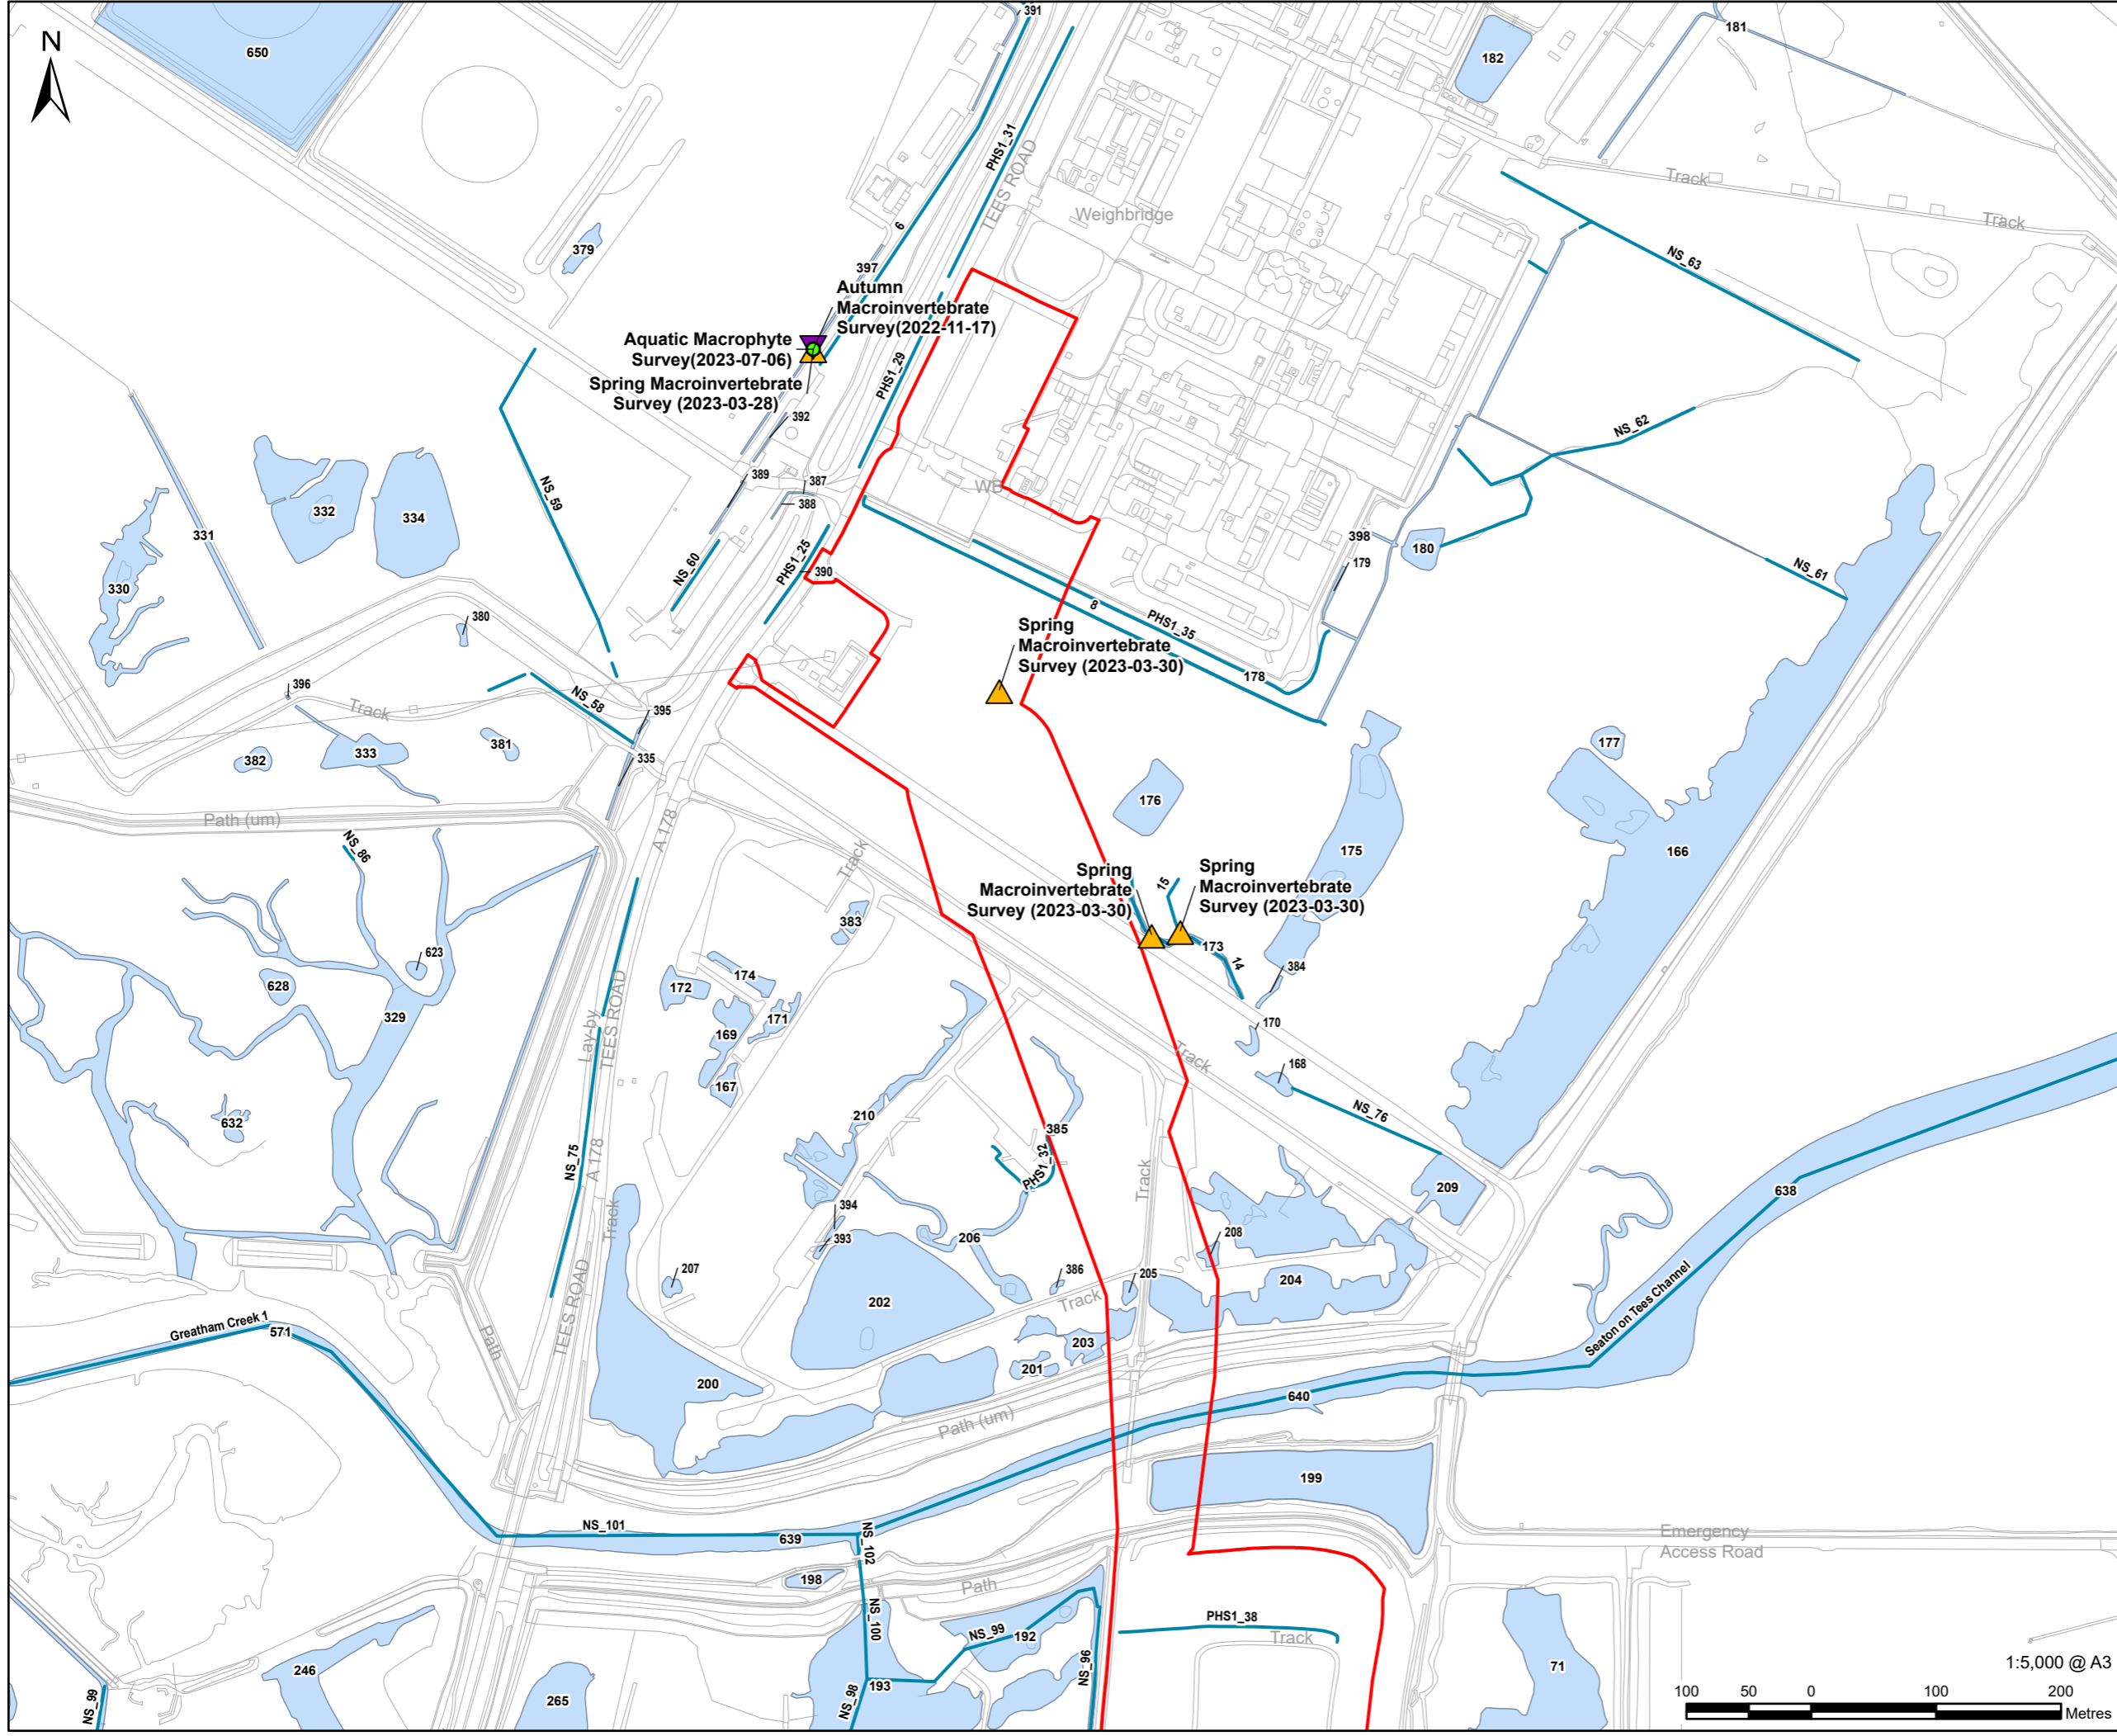 391
181
650
N
182
PHS1_31
TEES ROAD
Track
Weighbridge
Track
6
379
397
NS_63
Autumn
Macroinvertebrate
Survey(2022-11-17)
Aquatic Macrophyte
Survey(2023-07-06)
Spring Macroinvertebrate
Survey (2023-03-28)
PHS1_29
392
NS_62
389
387
WB
388
NS_59
332
334
331
398
180
179
NS_61
NS_60
PHS1_25
390
330
8
PHS1_35
Spring
Macroinvertebrate
Survey (2023-03-30)
178
380
396
Track
NS_58
395
381
333
382
335
177
176
Path (um)
A 178
NS_86
Track
175
166
Spring
Macroinvertebrate
Survey (2023-03-30)
15
Spring
Macroinvertebrate
Survey (2023-03-30)
383
173
14
384
623
628
174
172
329
171
169
Lay-by
TEES ROAD
170
Track
168
167
632
210
385
NS_76
NS_75
A 178
PHS1_32
Track
209
638
Track
394
393
206
208
207
386
205
204
202
Track
Greatham Creek 1
571
Path
TEES ROAD
203
201
Seaton on Tees Channel
200
640
Path (um)
199
NS_101
639
NS_102
Emergency
Access Road
198
Path
NS_100
NS_99
192
PHS1_38
Track
246
NS_96
71
1:5,000 @ A3
193
NS_98
265
NS_99
100 50 0 100 200
Metres